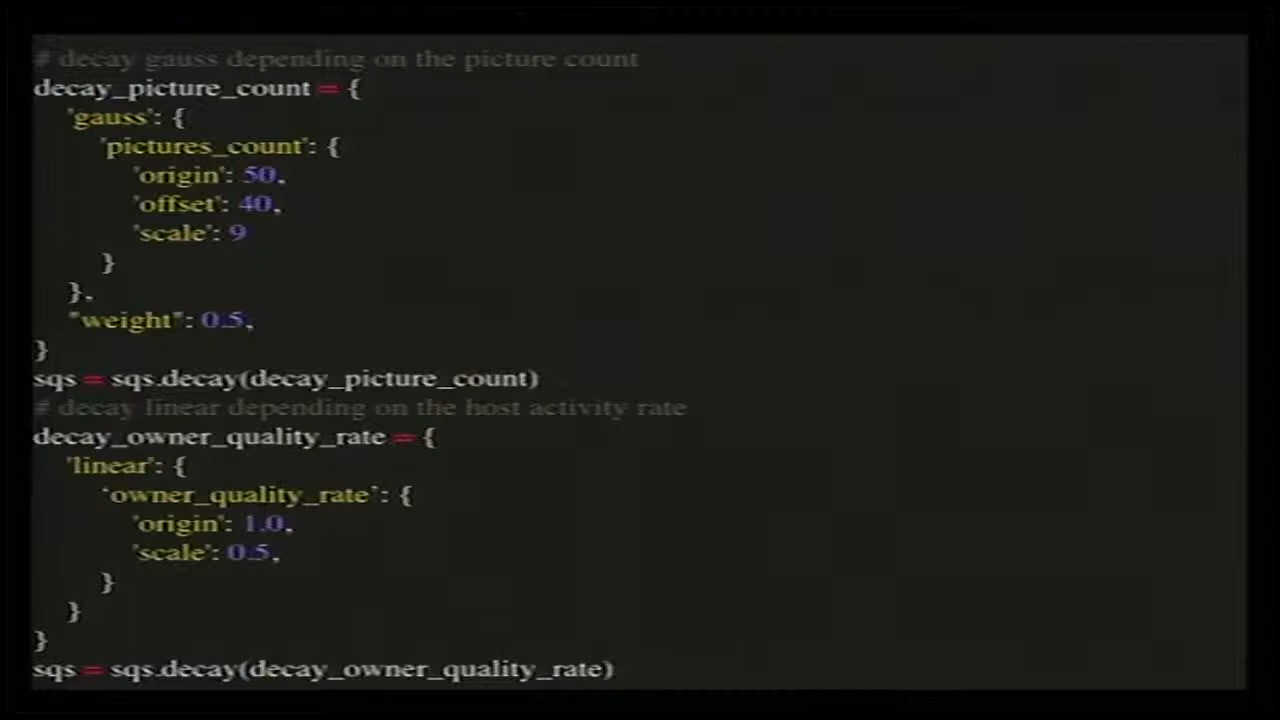 # decay gauss depending on the picture count
decay_picture_count = {
'gauss': {
'pictures_count': {
'origin': 50,
'offset': 40,
'scale': 9
}
},
"weight": 0.5,
}
sqs = sqs.decay(decay_picture_count)
# decay linear depending on the host activity rate
decay_owner_quality_rate = {
'linear': {
‘owner_quality_rate’: {
'origin': 1.0,
'scale': 0.5,
}
}
}
sqs = sqs.decay(decay_owner_quality_rate)